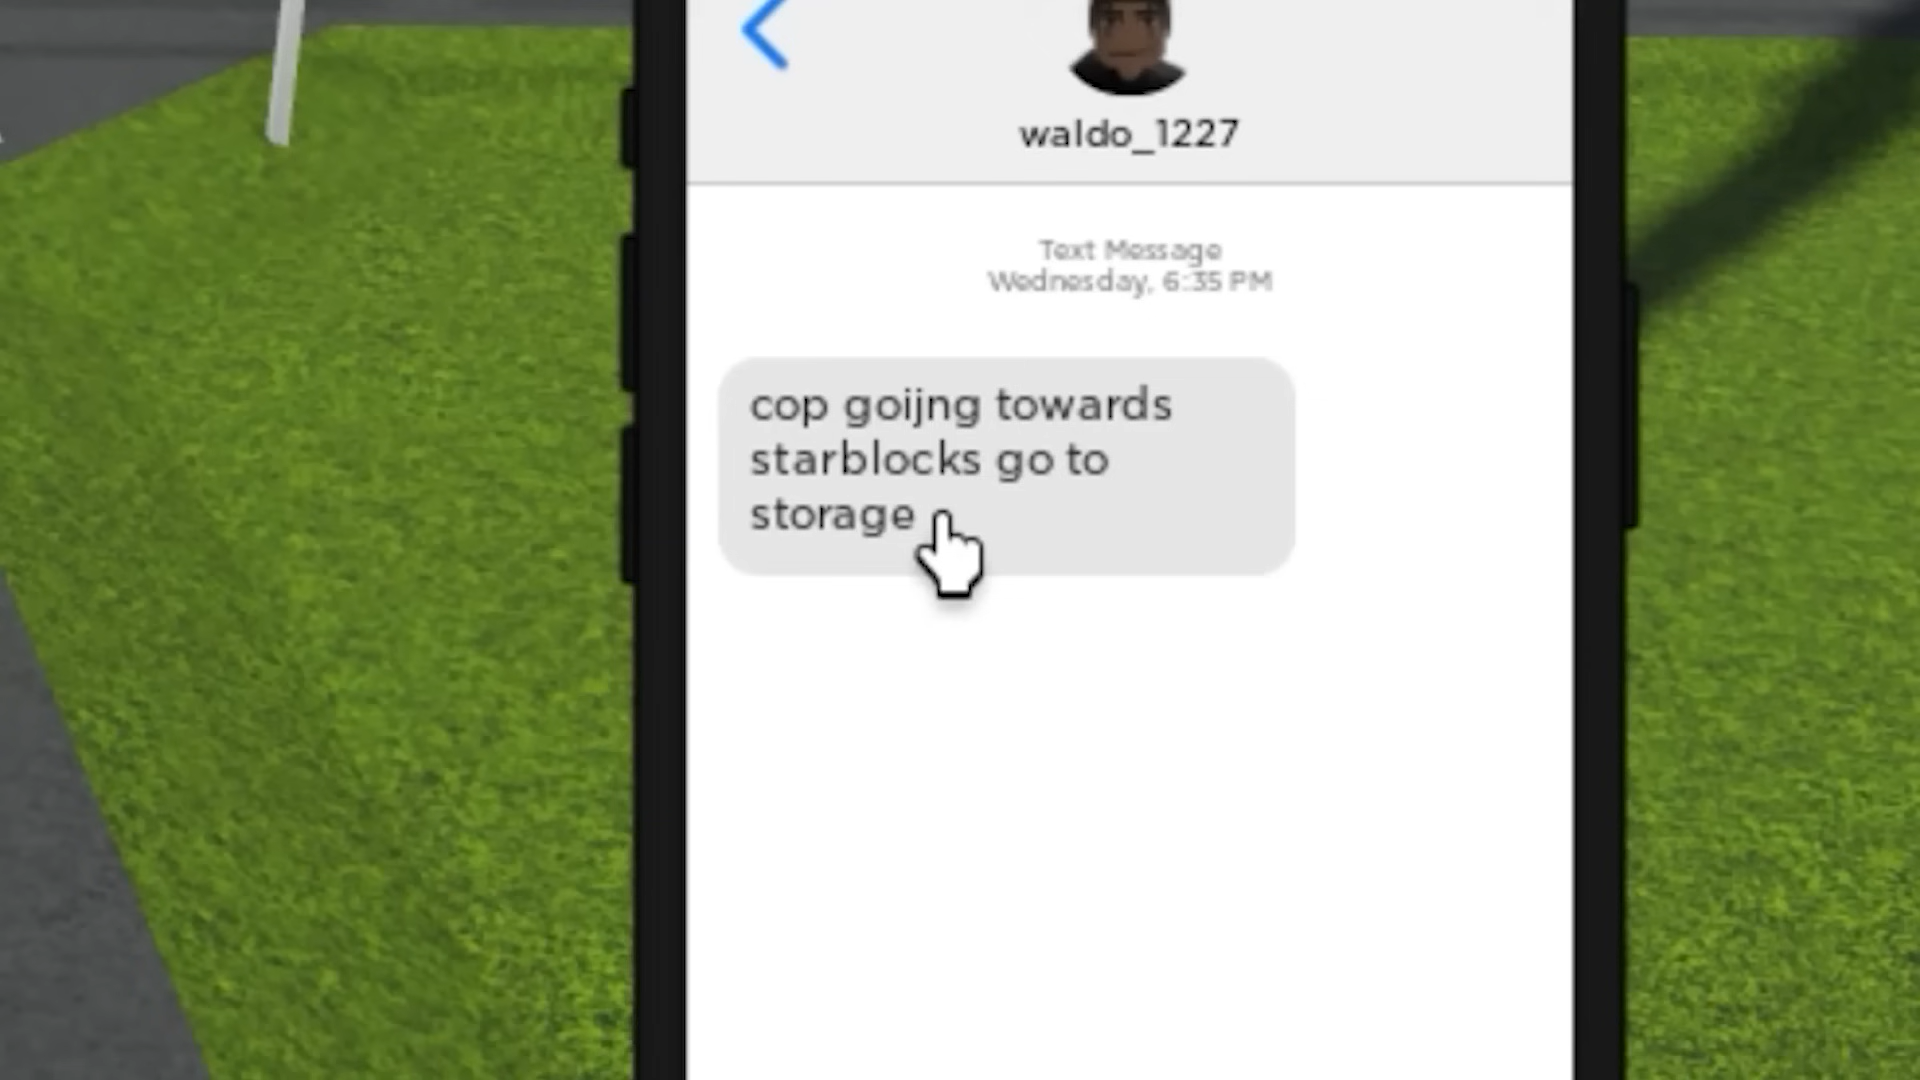 waldo_1227
Text Message
Wednesday, 6:35 PM
cop goijng towards
starblocks go to
storage